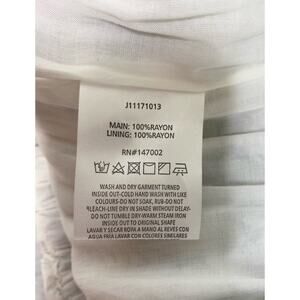 J11171013
MAIN: 100%RAYON
LINING: 100%RAYON
RN#147002
WASH AND DRY GARMENT TURNED
INSIDE OUT-COLD HAND WASH WITH LIKE
COLOURS-DO NOT SOAK, RUB-DO NOT
BLEACH-LINE DRY IN SHADE WITHOUT DELAY-
DO NOT TUMBLE DRY-WARM STEAM IRON
INSIDE OUT TO ORIGINAL SHAPE
LAVAR Y SECAR ROPA A MANO AL REVES CON
AGUA FRIA LAVAR CON COLORES SIMILARES